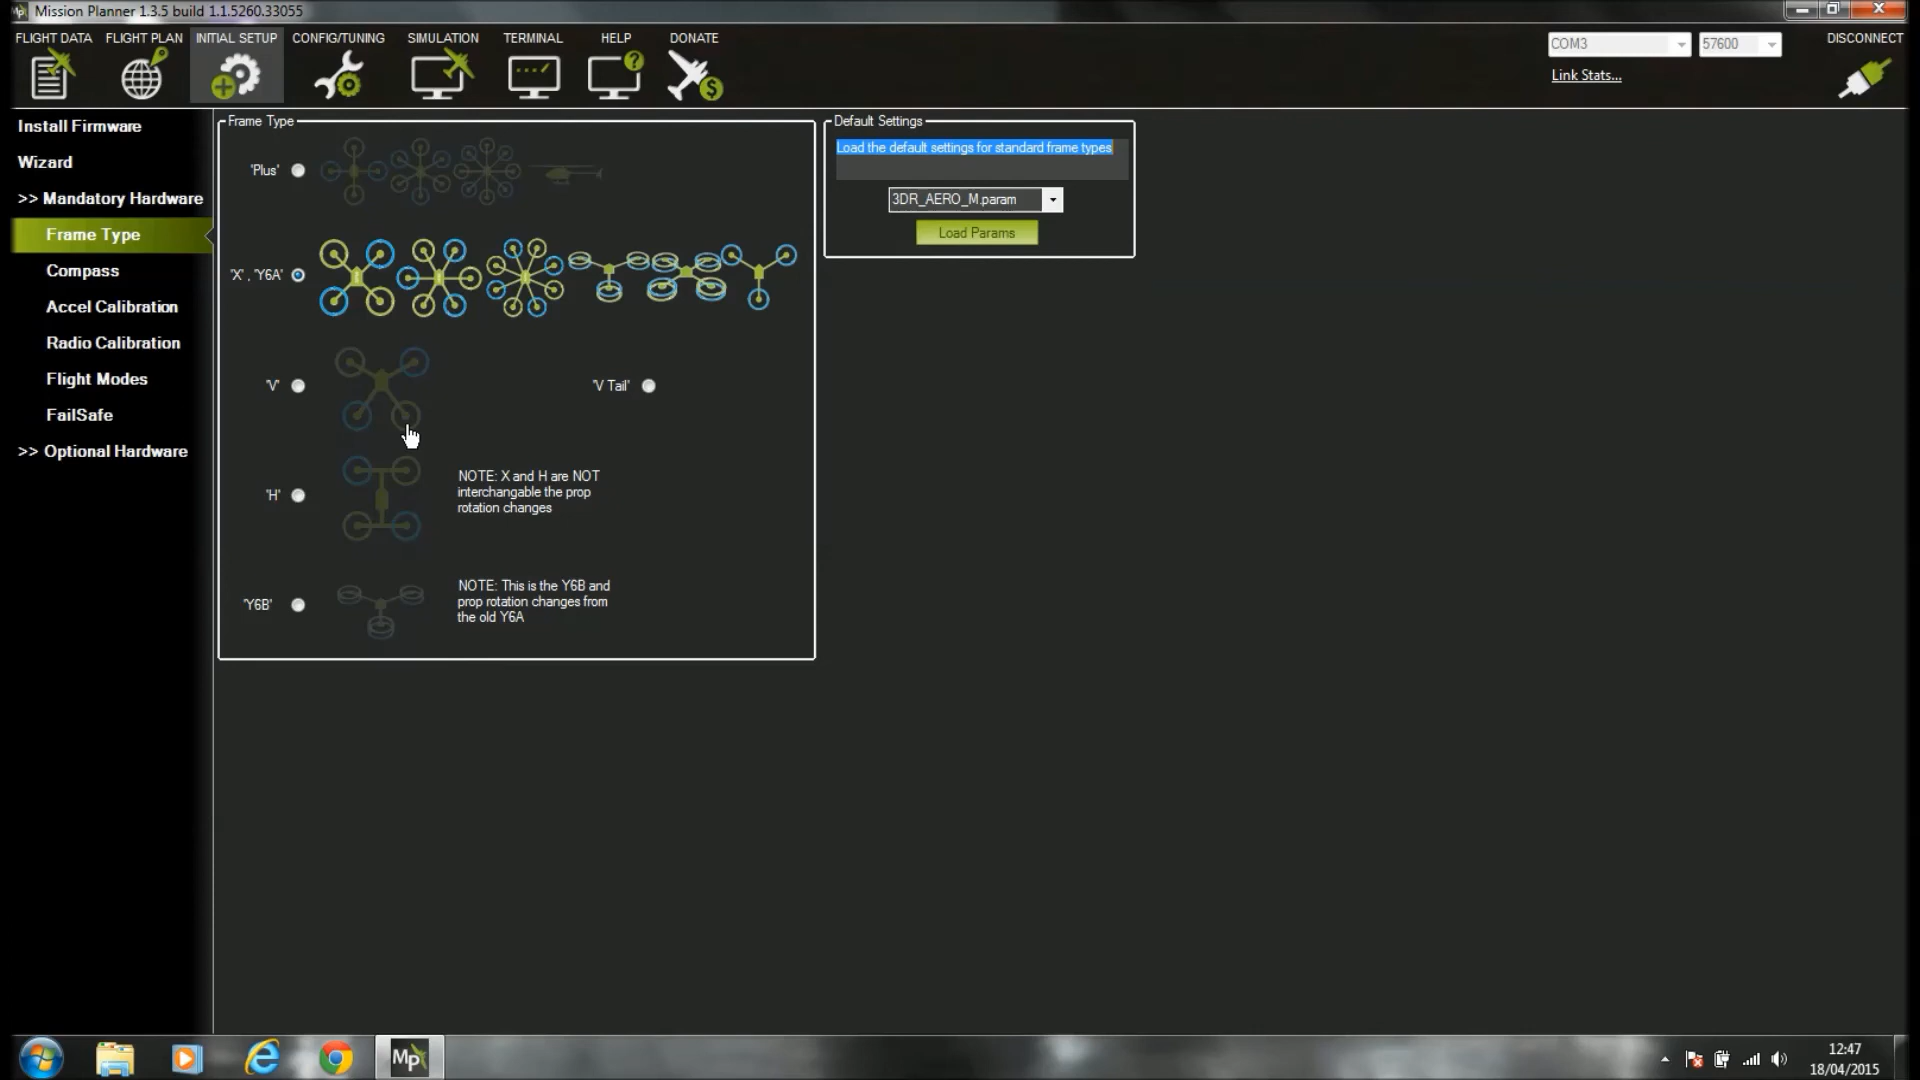 Mission Planner 1.3.5 build 1.1.5260.33055
FLIGHT DATA FLIGHT PLAN INITIAL SETUP CONFIG/TUNING SIMULATION TERMINAL HELP DONATE
COM3 57600 DISCONNECT
Link Stats...
Install Firmware
Wizard
>> Mandatory Hardware
Frame Type
Compass
Accel Calibration
Radio Calibration
Flight Modes
FailSafe
>> Optional Hardware
Frame Type
'Plus'
'X', 'Y6A'
'V'
'V Tail'
'H'
NOTE: X and H are NOT
interchangable the prop
rotation changes
'Y6B'
NOTE: This is the Y6B and
prop rotation changes from
the old Y6A
Default Settings
Load the default settings for standard frame types
3DR_AERO_M.param
Load Params
Mp
12:47
18/04/2015